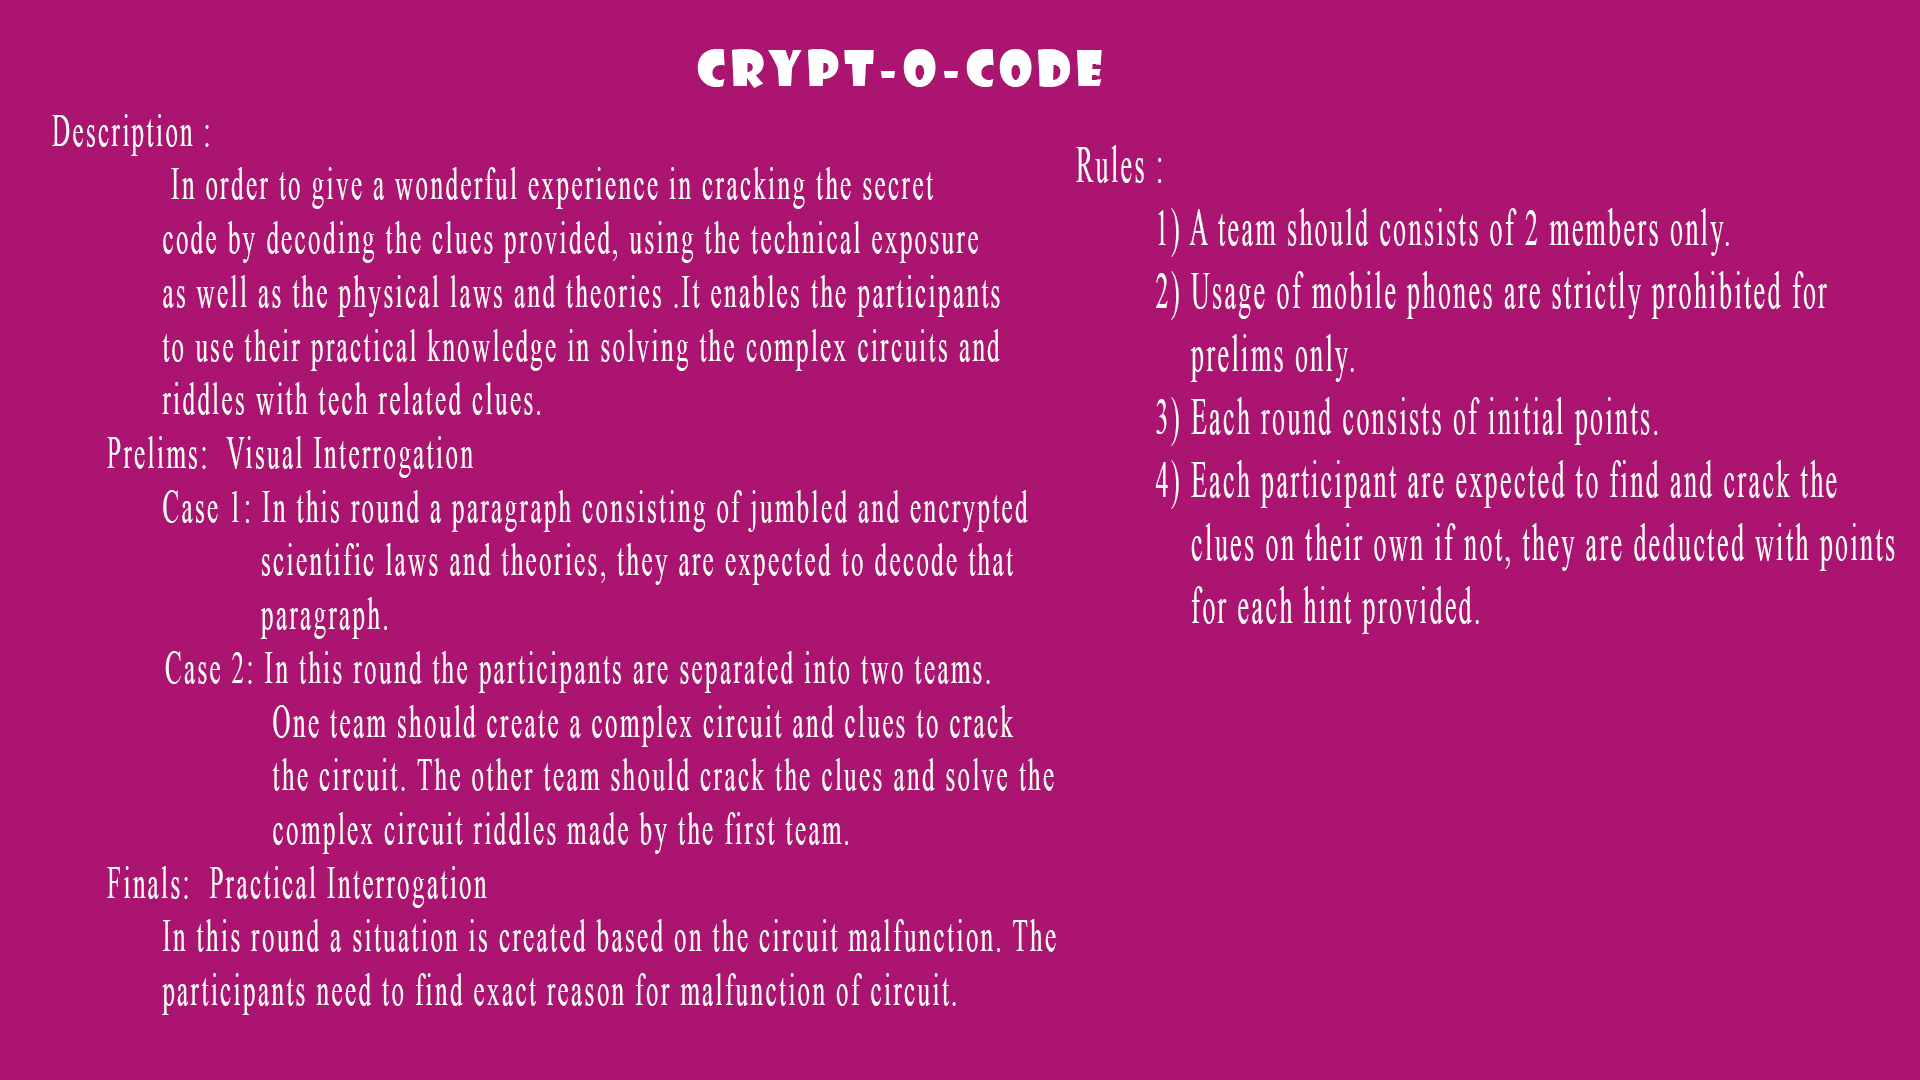 CRYPT-O-CODE
Description :
In order to give a wonderful experience in cracking the secret
code by decoding the clues provided, using the technical exposure
as well as the physical laws and theories .It enables the participants
to use their practical knowledge in solving the complex circuits and
riddles with tech related clues.
Prelims: Visual Interrogation
Case 1: In this round a paragraph consisting of jumbled and encrypted
scientific laws and theories, they are expected to decode that
paragraph.
Case 2: In this round the participants are separated into two teams.
One team should create a complex circuit and clues to crack
the circuit. The other team should crack the clues and solve the
complex circuit riddles made by the first team.
Finals: Practical Interrogation
In this round a situation is created based on the circuit malfunction. The
participants need to find exact reason for malfunction of circuit.
Rules :
1) A team should consists of 2 members only.
2) Usage of mobile phones are strictly prohibited for
prelims only.
3) Each round consists of initial points.
4) Each participant are expected to find and crack the
clues on their own if not, they are deducted with points
for each hint provided.